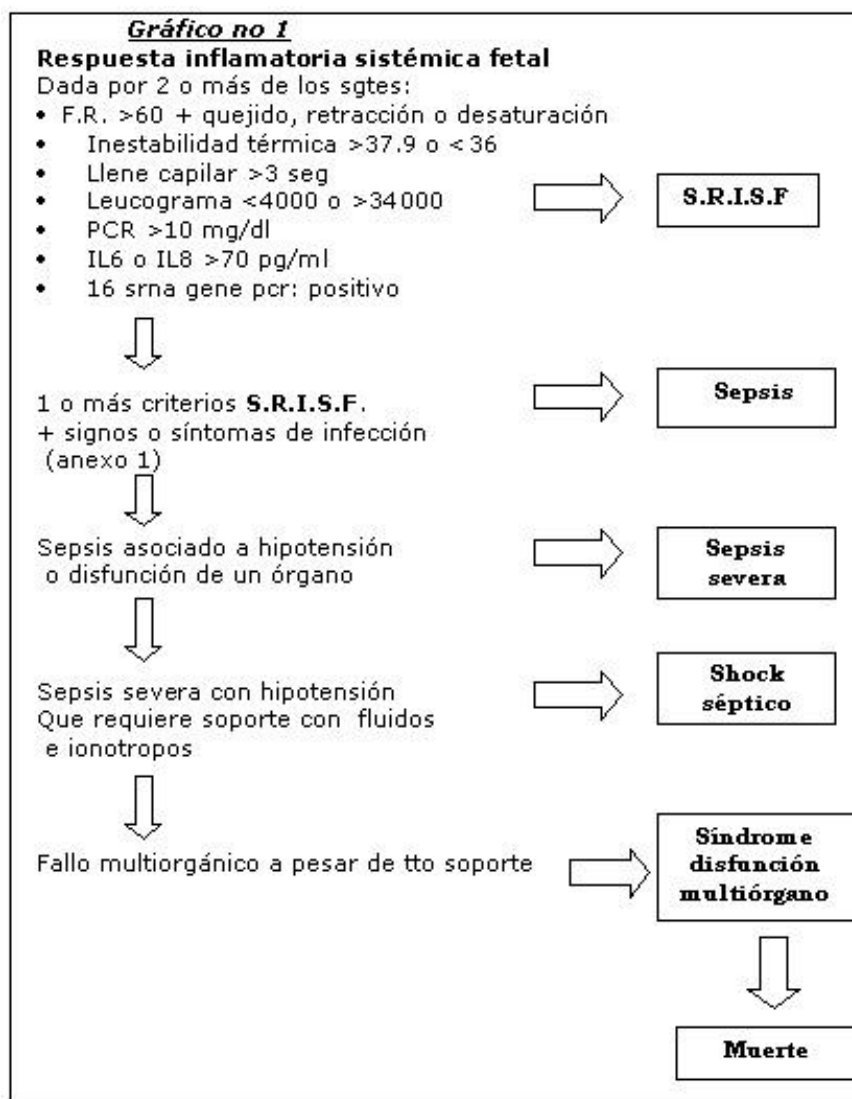 Gráfico no 1
Respuesta inflamatoria sistémica fetal
Dada por 2 o más de los sgtes:
• F.R. >60 + quejido, retracción o desaturación
• Inestabilidad térmica >37.9 o < 36
• Llene capilar >3 seg
• Leucograma <4000 o >34000
• PCR >10 mg/dl
• IL6 o IL8 >70 pg/ml
• 16 srna gene pcr: positivo
S.R.I.S.F
1 o más criterios S.R.I.S.F.
+ signos o síntomas de infección
(anexo 1)
Sepsis
Sepsis asociado a hipotensión
o disfunción de un órgano
Sepsis
severa
Sepsis severa con hipotensión
Que requiere soporte con fluidos
e ionotropos
Shock
séptico
Fallo multiorgánico a pesar de tto soporte
Síndrome
disfunción
multiórgano
Muerte